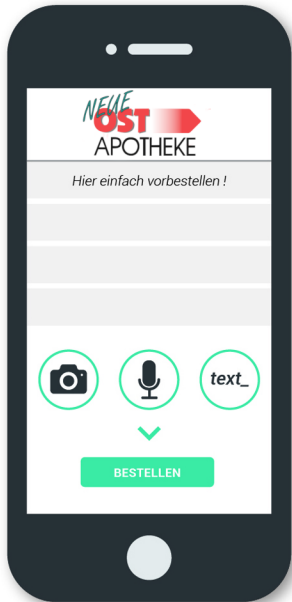 NEUE
OST
APOTHEKE
Hier einfach vorbestellen !
text_
BESTELLEN